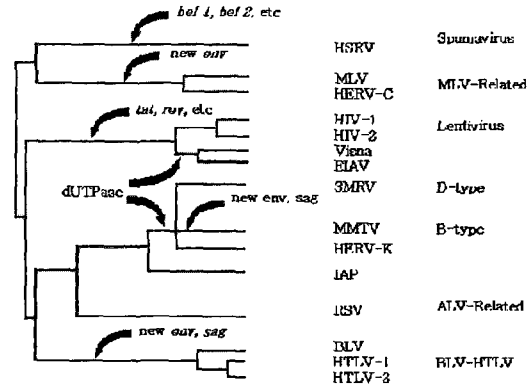 bel 1, bel 2, etc
HSRV Spumavirus
new env
MLV
HERV-C MLV-Related
tat, rev, etc
HIV-1
HIV-2 Lentivirus
Visna
EIAV
dUTPase
new env, sag
SMRV D-type
MMTV B-type
HERV-K
IAP
RSV ALV-Related
new env, sag
BLV
HTLV-1 BLV-HTLV
HTLV-2